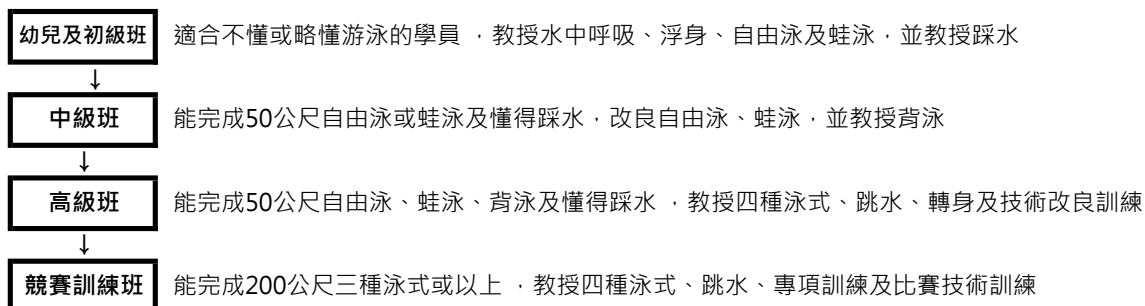 幼兒及初級班 適合不懂或略懂游泳的學員 ，教授水中呼吸、浮身、自由泳及蛙泳，並教授踩水
↓
中級班 能完成50公尺自由泳或蛙泳及懂得踩水，改良自由泳、蛙泳，並教授背泳
↓
高級班 能完成50公尺自由泳、蛙泳、背泳及懂得踩水 ，教授四種泳式、跳水、轉身及技術改良訓練
↓
競賽訓練班 能完成200公尺三種泳式或以上 ，教授四種泳式、跳水、專項訓練及比賽技術訓練